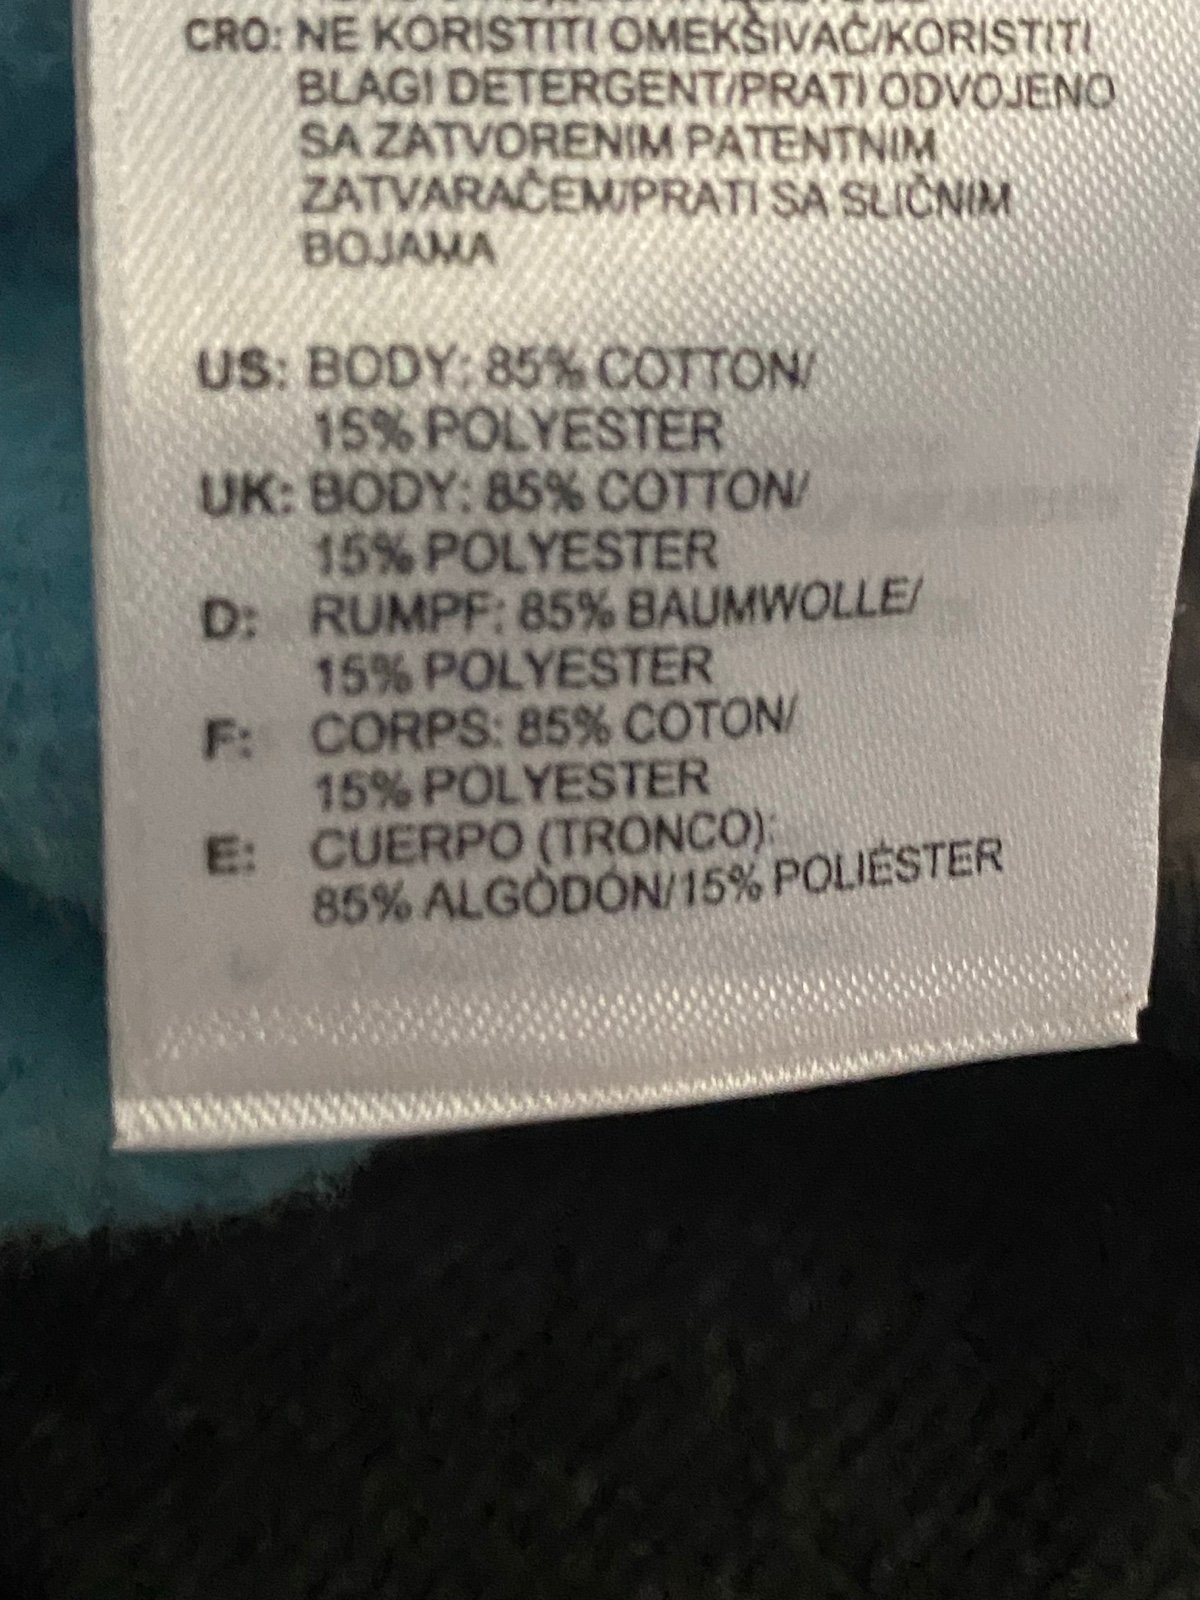 CRO: NE KORISTITI OMEKŠIVAČ/KORISTITI
BLAGI DETERGENT/PRATI ODVOJENO
SA ZATVORENIM PATENTNIM
ZATVARAČEM/PRATI SA SLIČNIM
BOJAMA
US: BODY: 85% COTTON/
15% POLYESTER
UK: BODY: 85% COTTON/
15% POLYESTER
D: RUMPF: 85% BAUMWOLLE/
15% POLYESTER
F: CORPS: 85% COTON/
15% POLYESTER
E: CUERPO (TRONCO):
85% ALGODÓN/15% POLIÉSTER